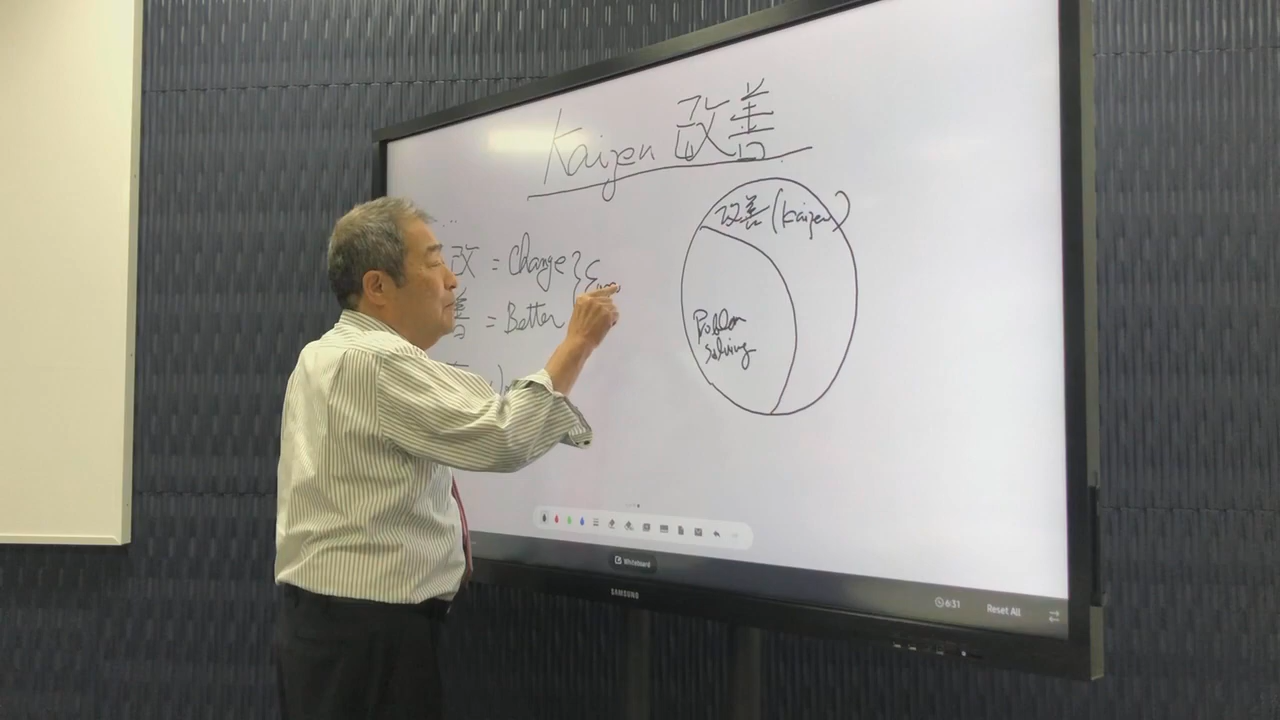 Kaizen 改善
改 = Change
善 = Better
改善 (Kaizen)
Problem
Solving
Whiteboard
SAMSUNG
6:31
Reset All